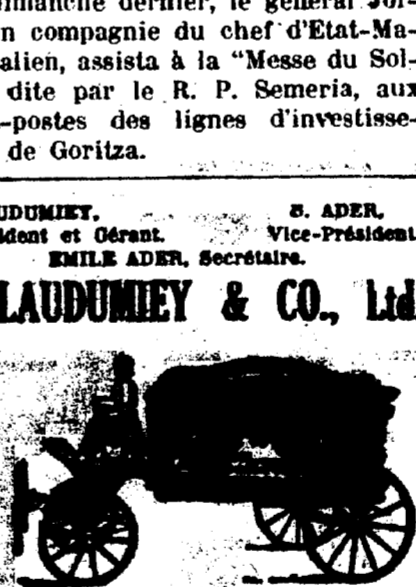 dimanche dernier, le général Jof-
n compagnie du chef d'Etat-Ma-
alien, assista à la "Messe du Sol-
dite par le R. P. Semeria, aux
-postes des lignes d'investisse-
de Goritza.
UDUMIEY,
ident et Gérant.
S. ADER,
Vice-Président
EMILE ADER, Secrétaire.
LAUDUMIEY & CO., Ltd